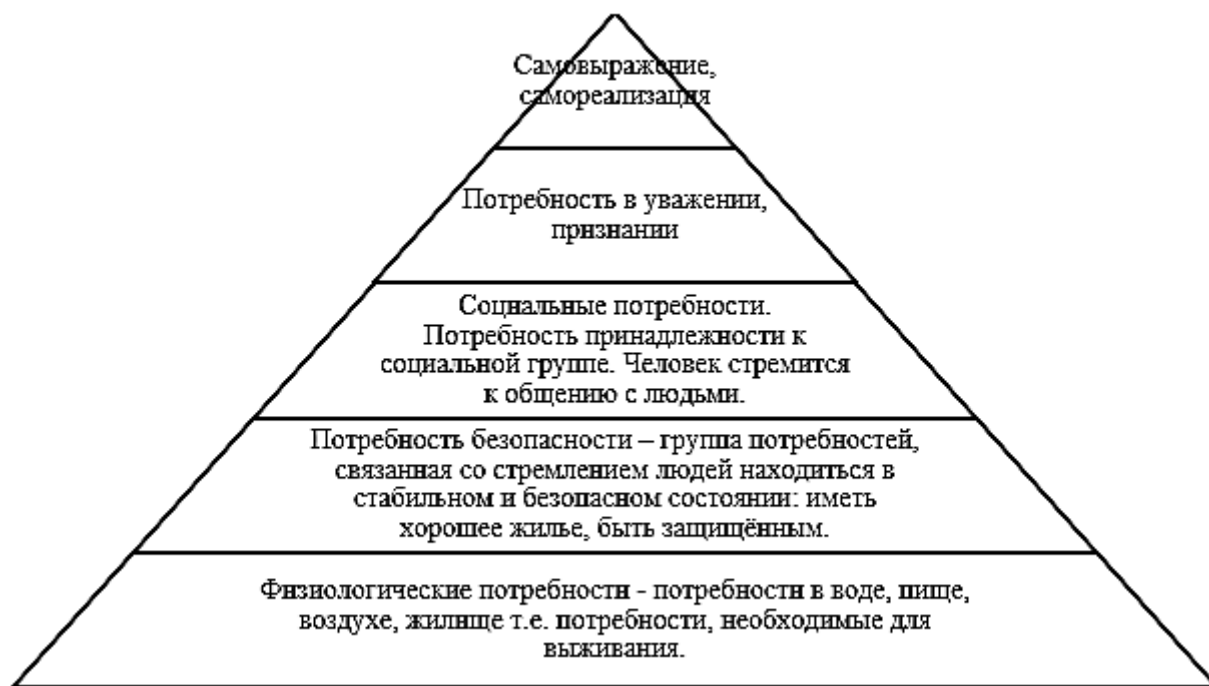 Самовыражение,
самореализация
Потребность в уважении,
признании
Социальные потребности.
Потребность принадлежности к
социальной группе. Человек стремится
к общению с людьми.
Потребность безопасности – группа потребностей,
связанная со стремлением людей находиться в
стабильном и безопасном состоянии: иметь
хорошее жилье, быть защищённым.
Физиологические потребности - потребности в воде, пище,
воздухе, жилище т.е. потребности, необходимые для
выживания.